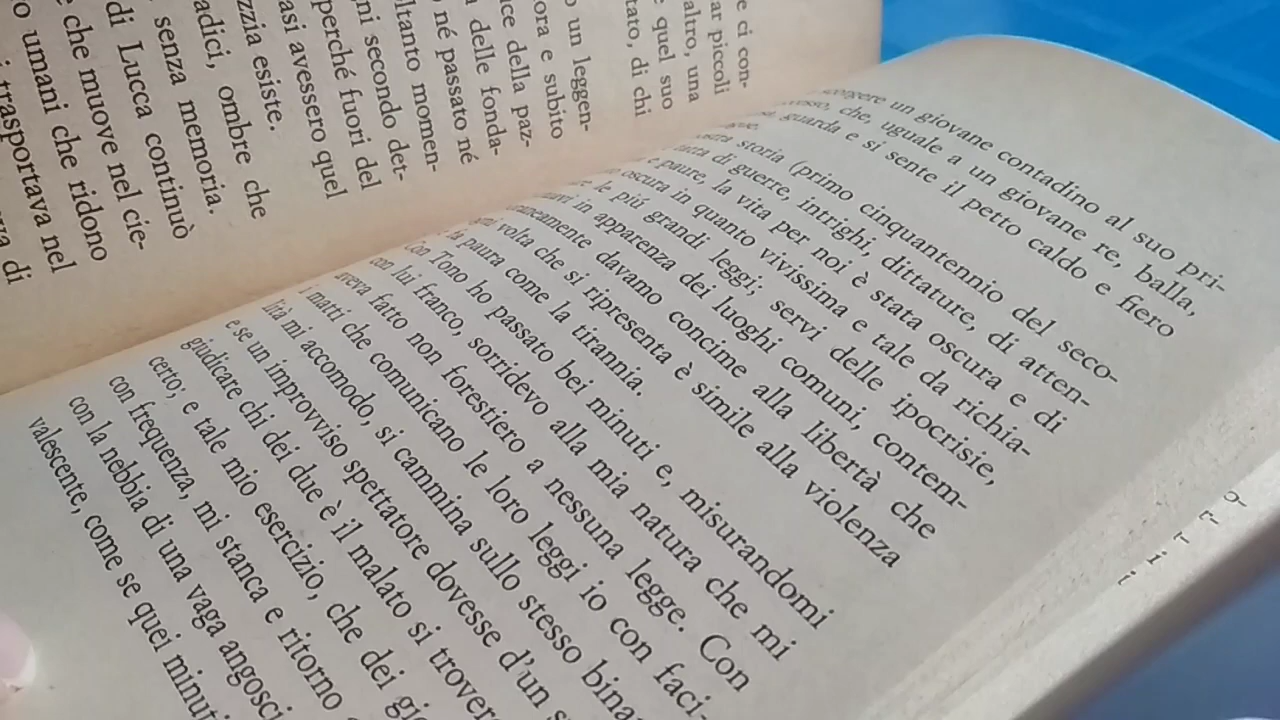 e ci con-
ar piccoli
altro, una
e quel suo
tato, di chi
o un leggen-
ora e subito
ce della paz-
delle fonda-
né passato né
ltanto momen-
ni secondo det-
perché fuori del
asi avessero quel
zzia esiste.
adici, ombre che
senza memoria.
di Lucca continuò
e che muove nel cie-
o umani che ridono
trasportava nel
di
un giovane contadino al suo pri-
che, uguale a un giovane re, balla,
guarda e si sente il petto caldo e fiero
storia (primo cinquantennio del seco-
di guerre, intrighi, dittature, di atten-
e paure, la vita per noi è stata oscura e di
oscura in quanto vivissima e tale da richia-
le piú grandi leggi; servi delle ipocrisie,
in apparenza dei luoghi comuni, contem-
davamo concime alla libertà che
volta che si ripresenta è simile alla violenza
la paura come la tirannia.
Con Tono ho passato bei minuti e, misurandomi
con lui franco, sorridevo alla mia natura che mi
aveva fatto non forestiero a nessuna legge. Con
i matti che comunicano le loro leggi io con faci-
lità mi accomodo, si cammina sullo stesso bina
e se un improvviso spettatore dovesse d'un s
giudicare chi dei due è il malato si trover
certo; e tale mio esercizio, che dei gi
con frequenza, mi stanca e ritorno
con la nebbia di una vaga angosci
valescente, come se quei minut